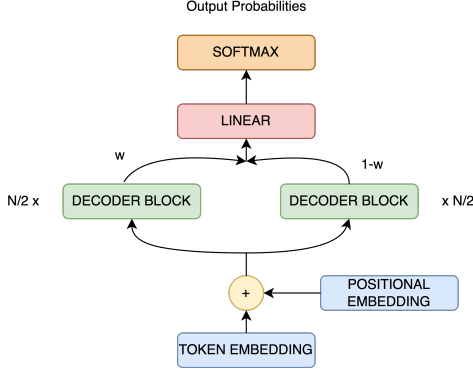 Output Probabilities
SOFTMAX
LINEAR
w
1-w
N/2 x
DECODER BLOCK
DECODER BLOCK
x N/2
+
POSITIONAL
EMBEDDING
TOKEN EMBEDDING